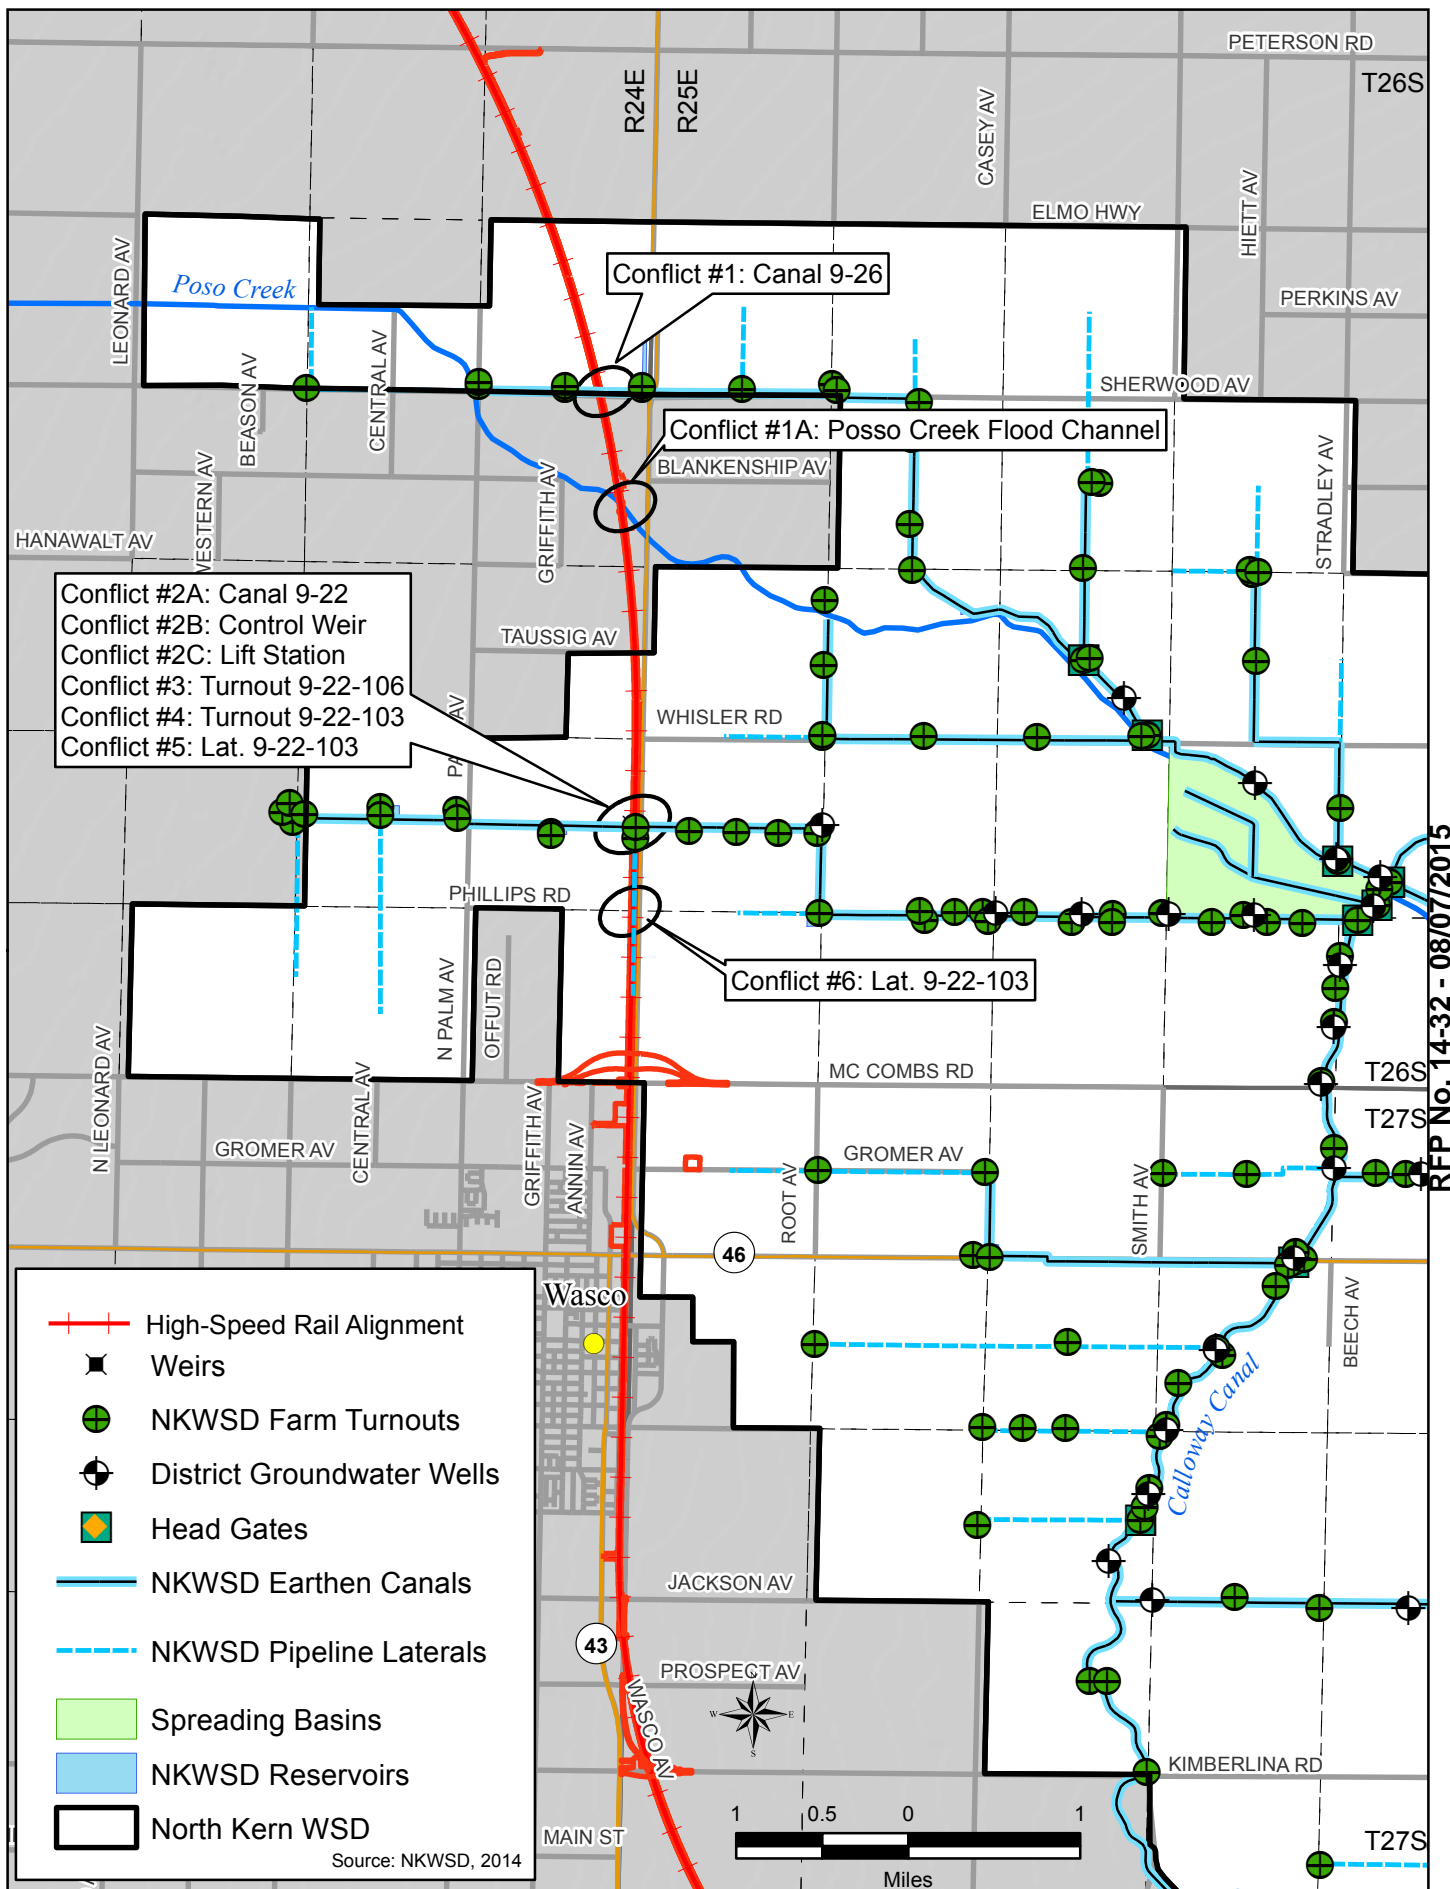 PETERSON RD
T26S
R24E
R25E
CASEY AV
HIETT AV
ELMO HWY
LEONARD AV
Poso Creek
Conflict #1: Canal 9-26
PERKINS AV
BEASON AV
CENTRAL AV
SHERWOOD AV
Conflict #1A: Posso Creek Flood Channel
BLANKENSHIP AV
GRIFFITH AV
WESTERN AV
STRADLEY AV
HANAWALT AV
Conflict #2A: Canal 9-22
Conflict #2B: Control Weir
Conflict #2C: Lift Station
Conflict #3: Turnout 9-22-106
Conflict #4: Turnout 9-22-103
Conflict #5: Lat. 9-22-103
TAUSSIG AV
WHISLER RD
PHILLIPS RD
Conflict #6: Lat. 9-22-103
N PALM AV
OFFUT RD
N LEONARD AV
MC COMBS RD
T26S
T27S
RFP No. 14-32 - 08/07/2015
CENTRAL AV
GRIFFITH AV
ANNIN AV
GROMER AV
GROMER AV
ROOT AV
SMITH AV
46
Wasco
BEECH AV
Calloway Canal
High-Speed Rail Alignment
Weirs
NKWSD Farm Turnouts
District Groundwater Wells
Head Gates
NKWSD Earthen Canals
NKWSD Pipeline Laterals
Spreading Basins
NKWSD Reservoirs
North Kern WSD
Source: NKWSD, 2014
JACKSON AV
43
PROSPECT AV
WASCO AV
N
W
E
S
KIMBERLINA RD
MAIN ST
1 0.5 0 1
Miles
T27S